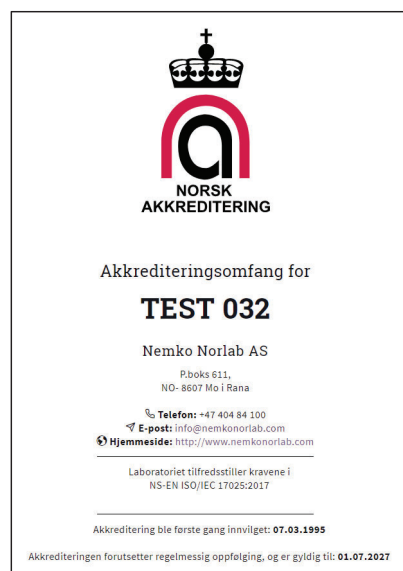 NORSK
AKKREDITERING
Akkrediteringsomfang for
TEST 032
Nemko Norlab AS
P.boks 611,
NO- 8607 Mo i Rana
Telefon: +47 404 84 100
E-post: info@nemkonorlab.com
Hjemmeside: http://www.nemkonorlab.com
Laboratoriet tilfredsstiller kravene i
NS-EN ISO/IEC 17025:2017
Akkreditering ble første gang innvilget: 07.03.1995
Akkrediteringen forutsetter regelmessig oppfølging, og er gyldig til: 01.07.2027